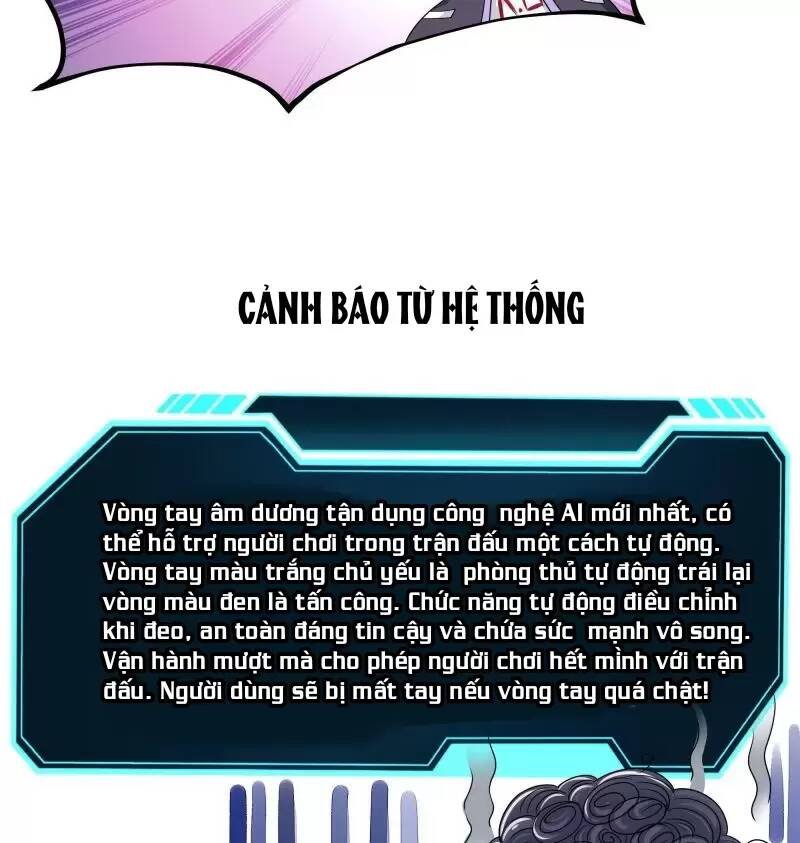 CẢNH BÁO TỪ HỆ THỐNG
Vòng tay âm dương tận dụng công nghệ AI mới nhất, có
thể hỗ trợ người chơi trong trận đấu một cách tự động.
Vòng tay màu trắng chủ yếu là phòng thủ tự động trái lại
vòng màu đen là tấn công. Chức năng tự động điều chỉnh
khi đeo, an toàn đáng tin cậy và chứa sức mạnh vô song.
Vận hành mượt mà cho phép người chơi hết mình với trận
đấu. Người dùng sẽ bị mất tay nếu vòng tay quá chật!